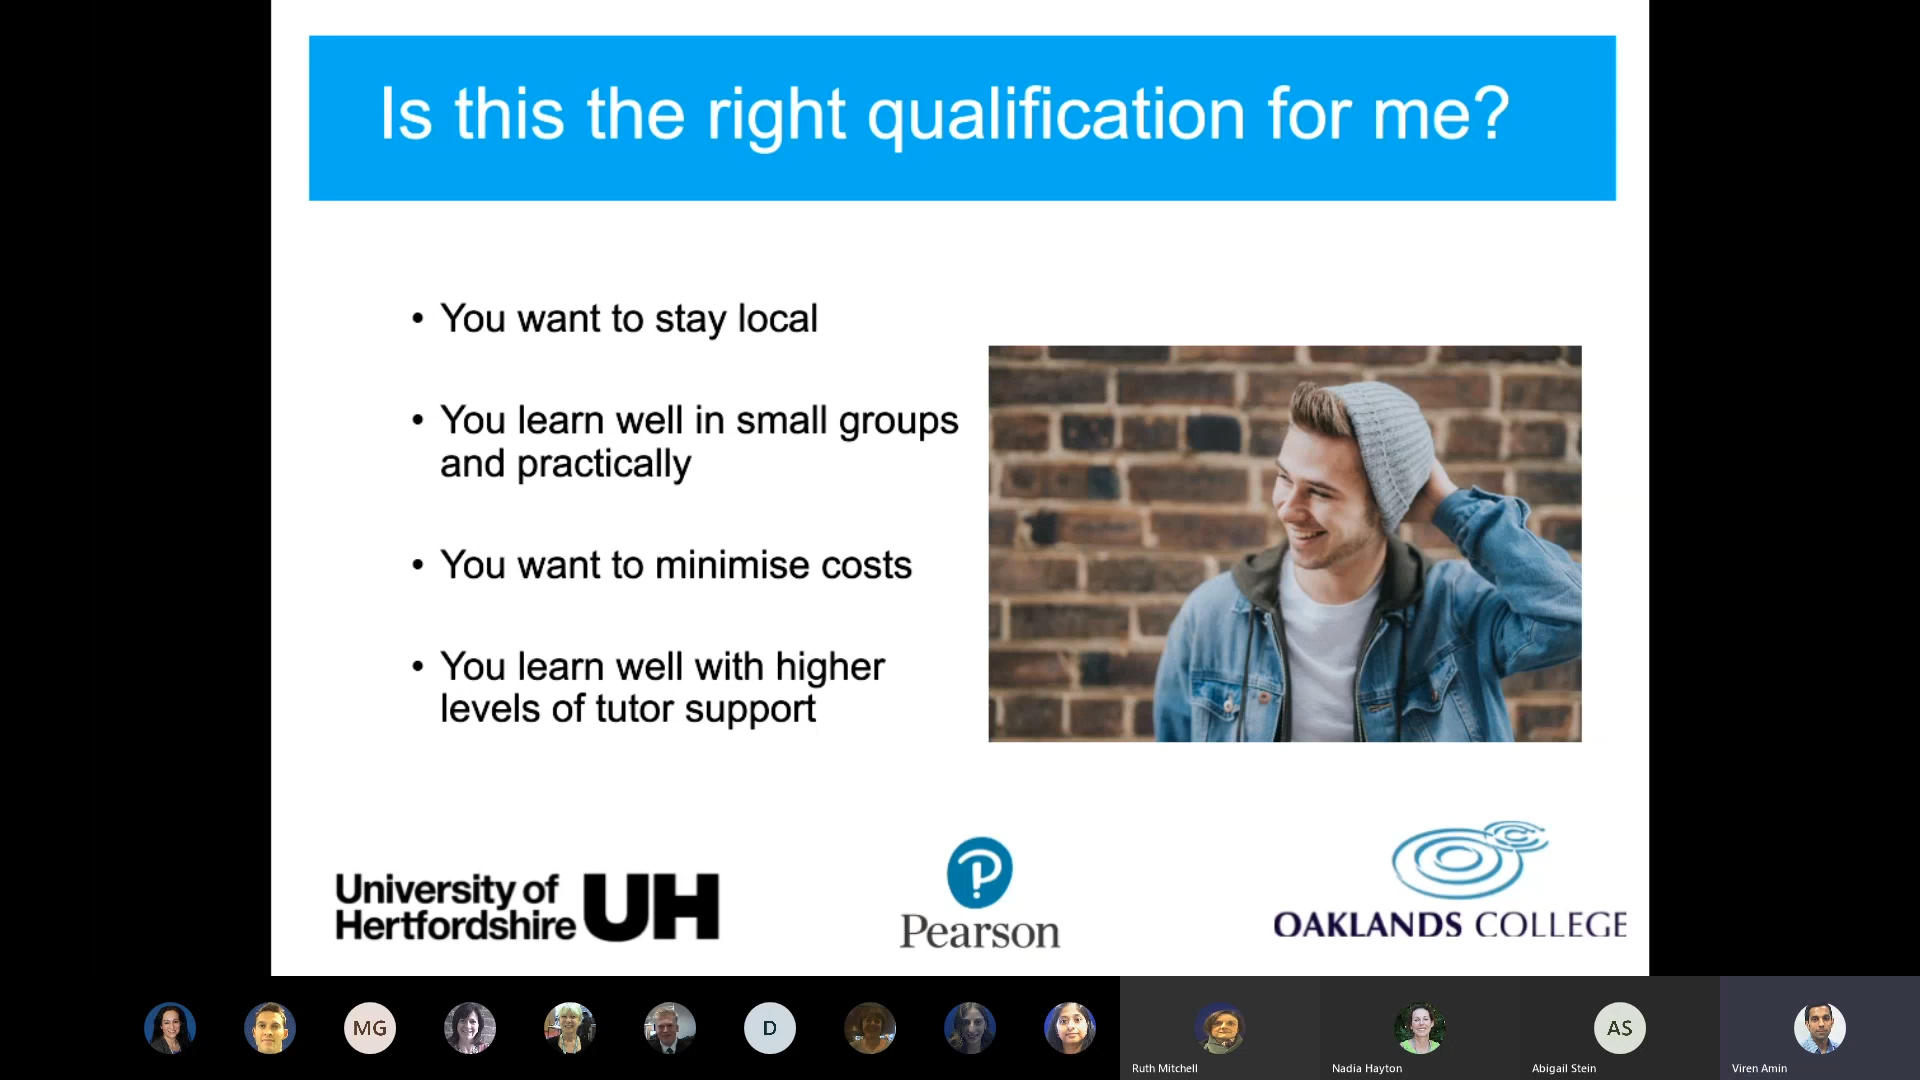 Is this the right qualification for me?
• You want to stay local
• You learn well in small groups
and practically
• You want to minimise costs
• You learn well with higher
levels of tutor support
University of
Hertfordshire UH
Pearson
OAKLANDS COLLEGE
MG
D
AS
Ruth Mitchell
Nadia Hayton
Abigail Stein
Viren Amin